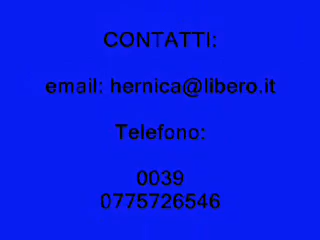 CONTATTI:
email: hernica@libero.it
Telefono:
0039
0775726546